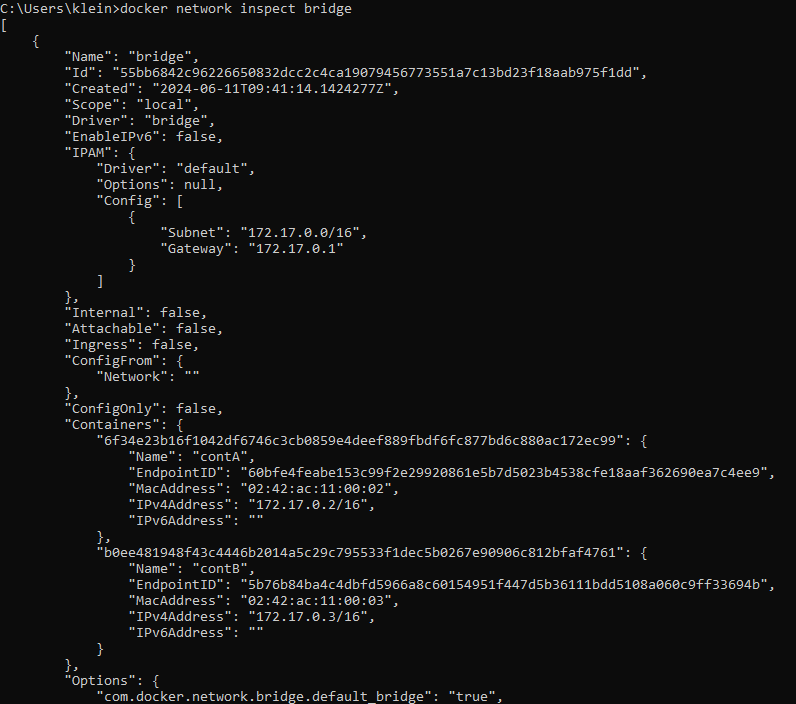 C:\Users\klein>docker network inspect bridge
[
    {
        "Name": "bridge",
        "Id": "55bb6842c96226650832dcc2c4ca19079456773551a7c13bd23f18aab975f1dd",
        "Created": "2024-06-11T09:41:14.1424277Z",
        "Scope": "local",
        "Driver": "bridge",
        "EnableIPv6": false,
        "IPAM": {
            "Driver": "default",
            "Options": null,
            "Config": [
                {
                    "Subnet": "172.17.0.0/16",
                    "Gateway": "172.17.0.1"
                }
            ]
        },
        "Internal": false,
        "Attachable": false,
        "Ingress": false,
        "ConfigFrom": {
            "Network": ""
        },
        "ConfigOnly": false,
        "Containers": {
            "6f34e23b16f1042df6746c3cb0859e4deef889fbdf6fc877bd6c880ac172ec99": {
                "Name": "contA",
                "EndpointID": "60bfe4feabe153c99f2e29920861e5b7d5023b4538cfe18aaf362690ea7c4ee9",
                "MacAddress": "02:42:ac:11:00:02",
                "IPv4Address": "172.17.0.2/16",
                "IPv6Address": ""
            },
            "b0ee481948f43c4446b2014a5c29c795533f1dec5b0267e90906c812bfaf4761": {
                "Name": "contB",
                "EndpointID": "5b76b84ba4c4dbfd5966a8c60154951f447d5b36111bdd5108a060c9ff33694b",
                "MacAddress": "02:42:ac:11:00:03",
                "IPv4Address": "172.17.0.3/16",
                "IPv6Address": ""
            }
        },
        "Options": {
            "com.docker.network.bridge.default_bridge": "true",